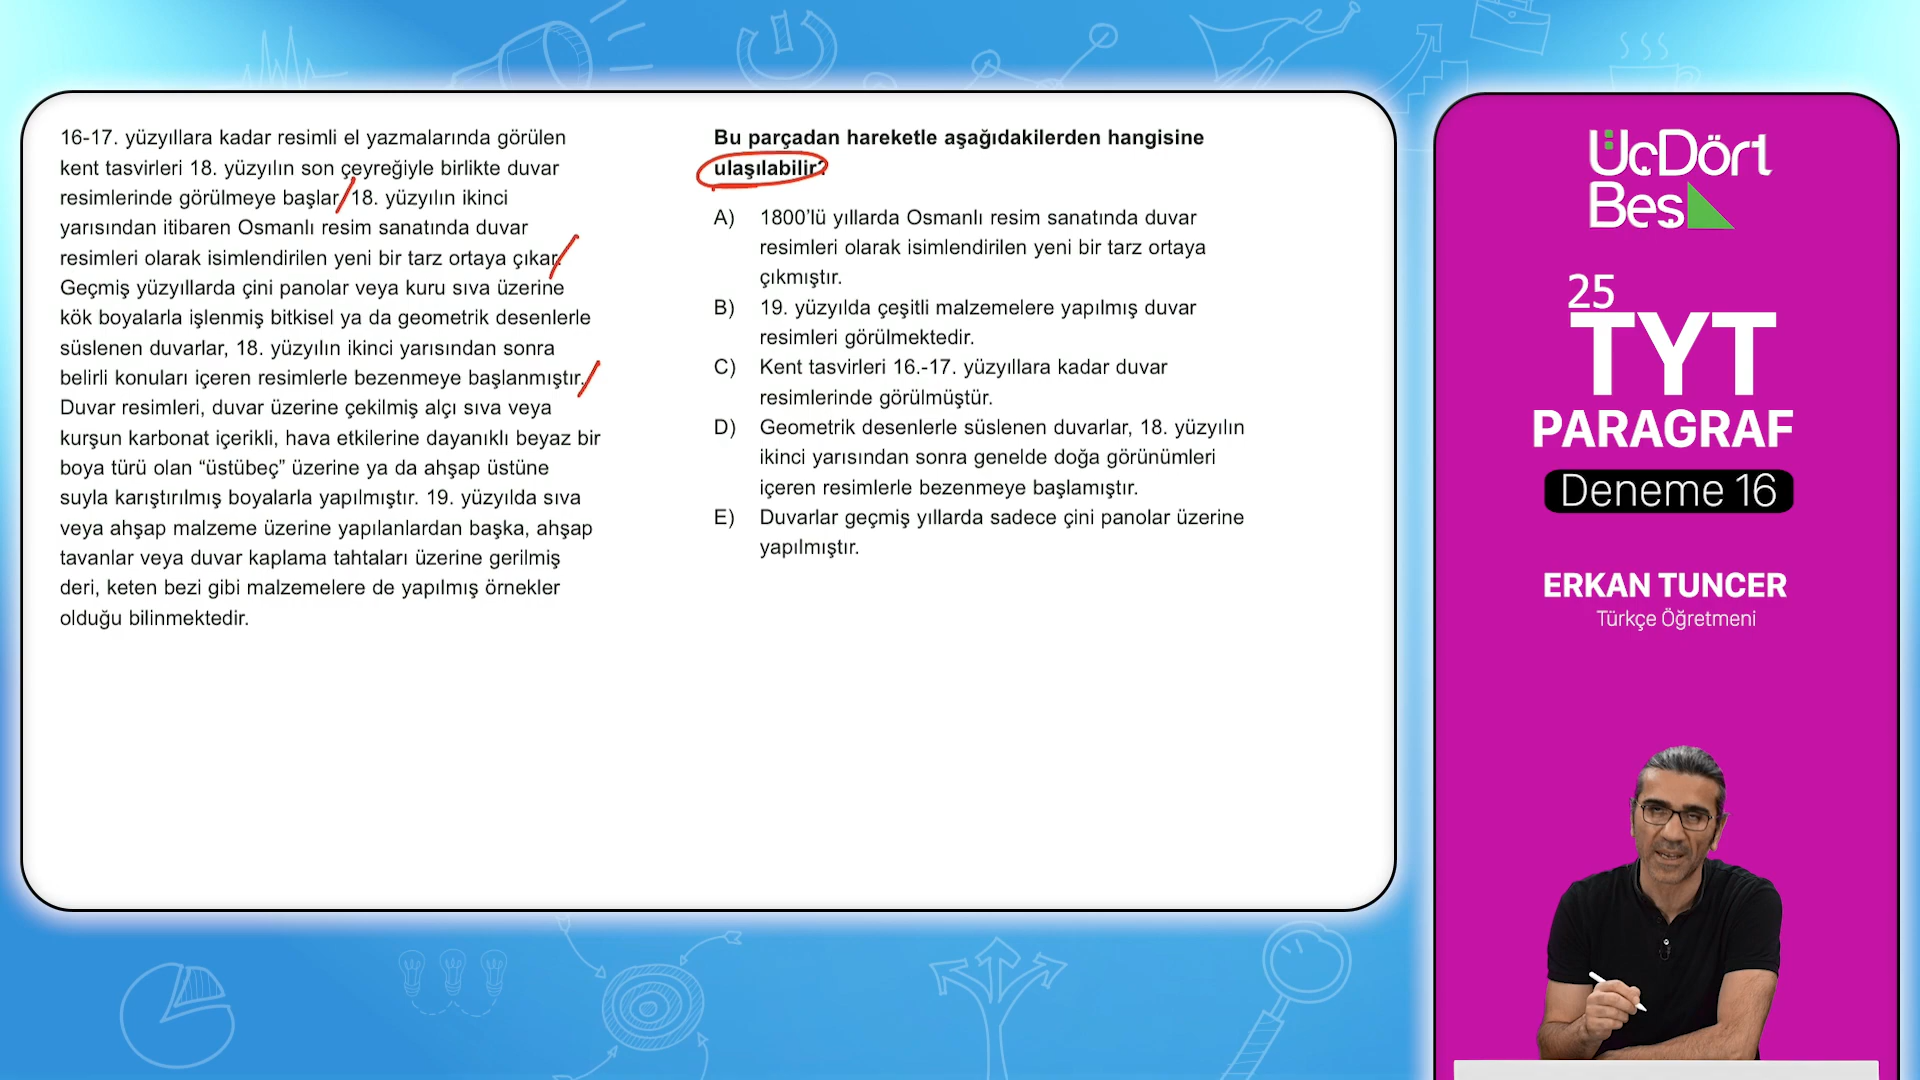 16-17. yüzyıllara kadar resimli el yazmalarında görülen
kent tasvirleri 18. yüzyılın son çeyreğiyle birlikte duvar
resimlerinde görülmeye başlar. 18. yüzyılın ikinci
yarısından itibaren Osmanlı resim sanatında duvar
resimleri olarak isimlendirilen yeni bir tarz ortaya çıkar.
Geçmiş yüzyıllarda çini panolar veya kuru sıva üzerine
kök boyalarla işlenmiş bitkisel ya da geometrik desenlerle
süslenen duvarlar, 18. yüzyılın ikinci yarısından sonra
belirli konuları içeren resimlerle bezenmeye başlanmıştır.
Duvar resimleri, duvar üzerine çekilmiş alçı sıva veya
kurşun karbonat içerikli, hava etkilerine dayanıklı beyaz bir
boya türü olan “üstübeç” üzerine ya da ahşap üstüne
suyla karıştırılmış boyalarla yapılmıştır. 19. yüzyılda sıva
veya ahşap malzeme üzerine yapılanlardan başka, ahşap
tavanlar veya duvar kaplama tahtaları üzerine gerilmiş
deri, keten bezi gibi malzemelere de yapılmış örnekler
olduğu bilinmektedir.
Bu parçadan hareketle aşağıdakilerden hangisine
ulaşılabilir?
A) 1800’lü yıllarda Osmanlı resim sanatında duvar
resimleri olarak isimlendirilen yeni bir tarz ortaya
çıkmıştır.
B) 19. yüzyılda çeşitli malzemelere yapılmış duvar
resimleri görülmektedir.
C) Kent tasvirleri 16.-17. yüzyıllara kadar duvar
resimlerinde görülmüştür.
D) Geometrik desenlerle süslenen duvarlar, 18. yüzyılın
ikinci yarısından sonra genelde doğa görünümleri
içeren resimlerle bezenmeye başlamıştır.
E) Duvarlar geçmiş yıllarda sadece çini panolar üzerine
yapılmıştır.
ÜçDört
Beş
25
TYT
PARAGRAF
Deneme 16
ERKAN TUNCER
Türkçe Öğretmeni